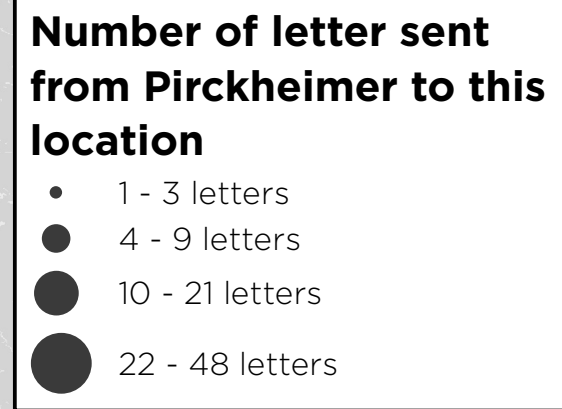 Number of letter sent
from Pirckheimer to this
location
1 - 3 letters
4 - 9 letters
10 - 21 letters
22 - 48 letters